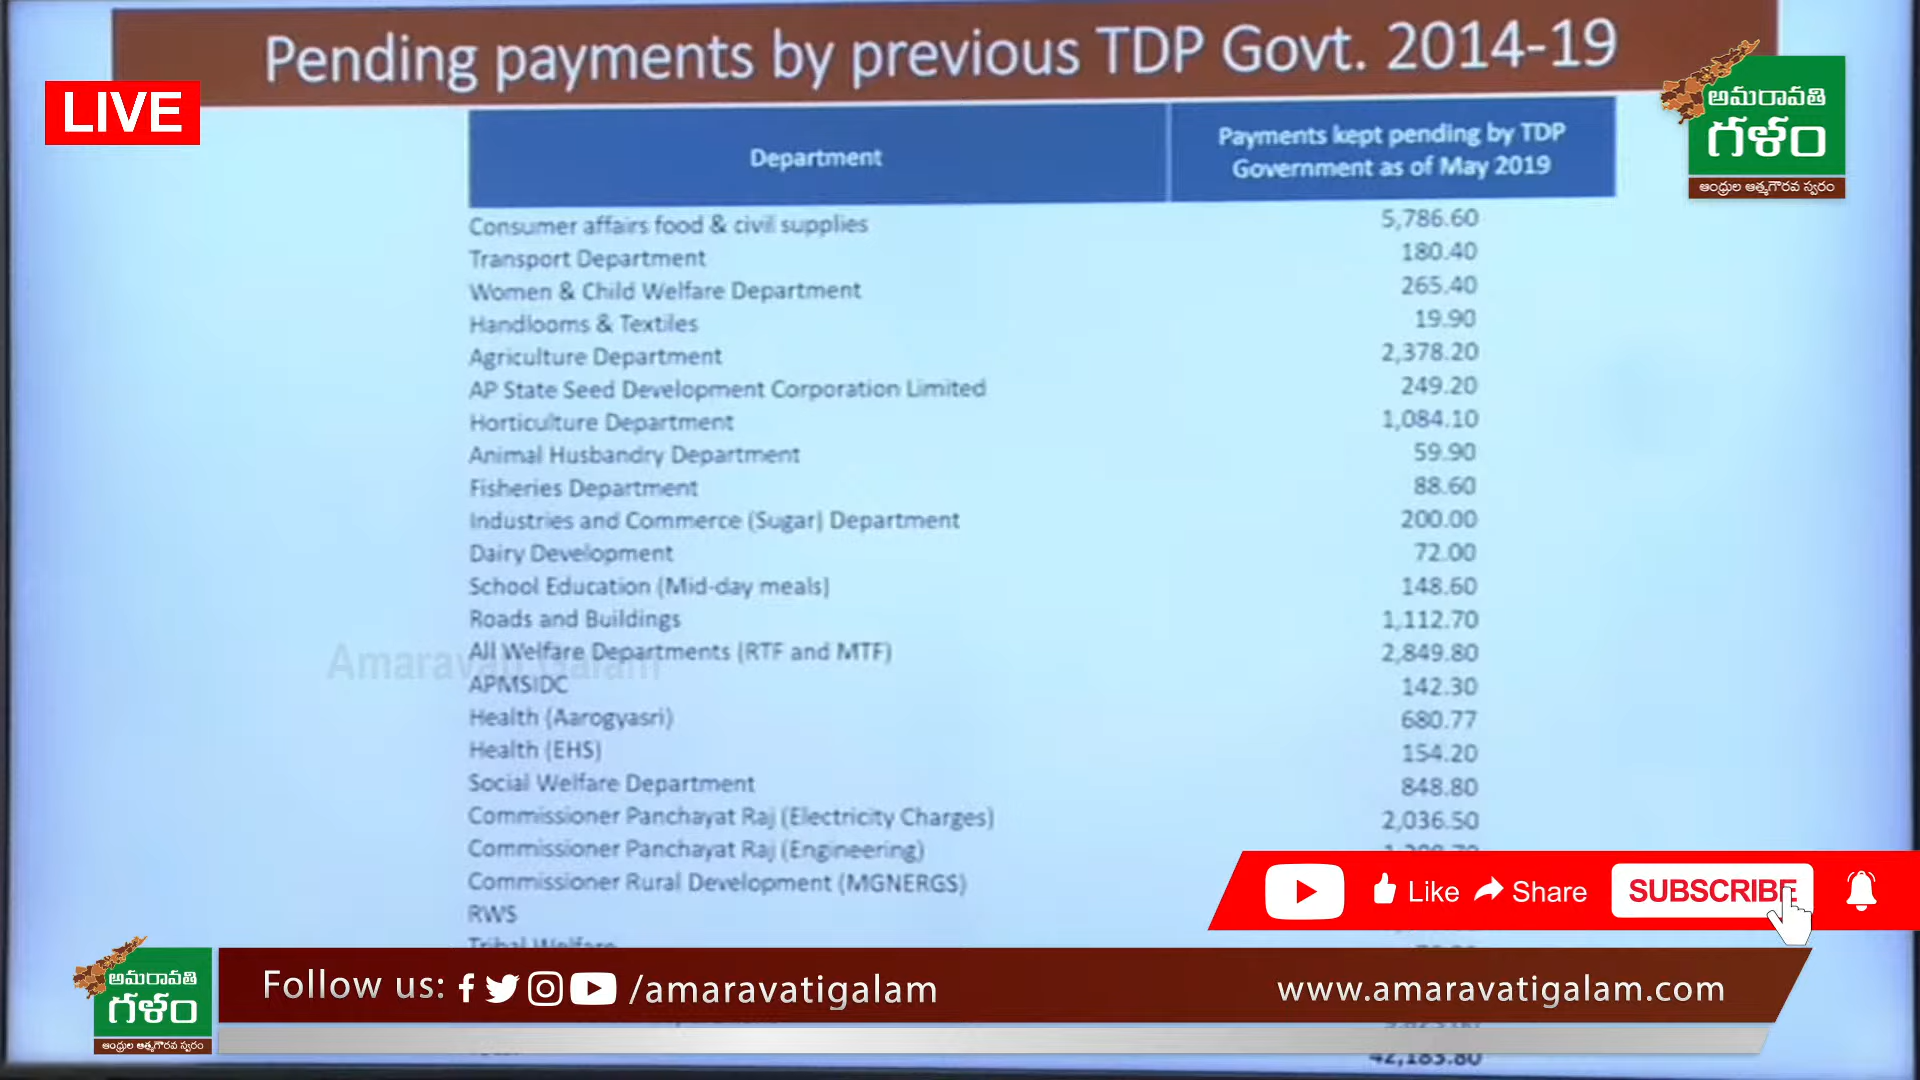 Pending payments by previous TDP Govt. 2014-19
LIVE
అమరావతి
గళం
ఆంధ్రుల ఆత్మగౌరవ స్వరం
Department
Payments kept pending by TDP
Government as of May 2019
Consumer affairs food & civil supplies 5,786.60
Transport Department 180.40
Women & Child Welfare Department 265.40
Handlooms & Textiles 19.90
Agriculture Department 2,378.20
AP State Seed Development Corporation Limited 249.20
Horticulture Department 1,084.10
Animal Husbandry Department 59.90
Fisheries Department 88.60
Industries and Commerce (Sugar) Department 200.00
Dairy Development 72.00
School Education (Mid-day meals) 148.60
Roads and Buildings 1,112.70
All Welfare Departments (RTF and MTF) 2,849.80
Amaravati Galam
APMSIDC 142.30
Health (Aarogyasri) 680.77
Health (EHS) 154.20
Social Welfare Department 848.80
Commissioner Panchayat Raj (Electricity Charges) 2,036.50
Commissioner Panchayat Raj (Engineering)
Commissioner Rural Development (MGNERGS)
RWS
Tribal Welfare
Like Share SUBSCRIBE
అమరావతి
గళం
ఆంధ్రుల ఆత్మగౌరవ స్వరం
Follow us: /amaravatigalam
www.amaravatigalam.com
42,183.80